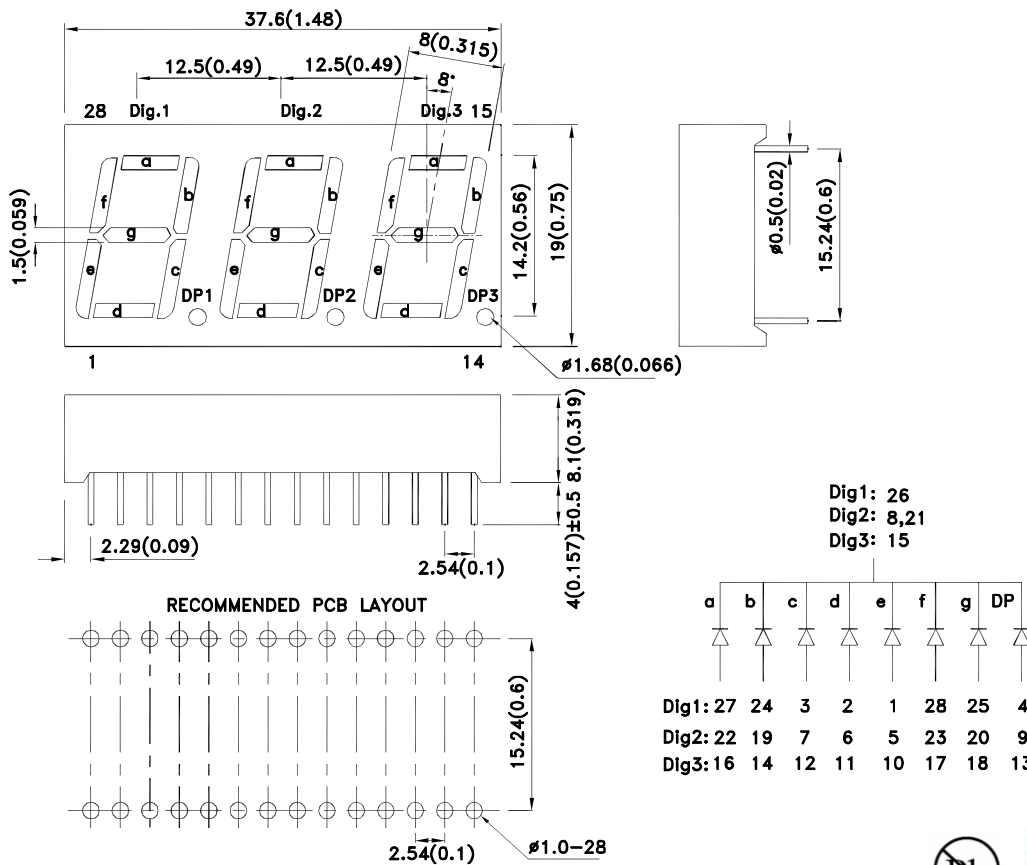 37.6(1.48)
8(0.315)
12.5(0.49) 12.5(0.49)
8°
28 Dig.1 Dig.2 Dig.3 15
a a a
f b f b f b
g g g
e c e c e c
d d d
DP1 DP2 DP3
1.5(0.059)
14.2(0.56)
19(0.75)
ø0.5(0.02)
15.24(0.6)
1 14
ø1.68(0.066)
8.1(0.319)
4(0.157)±0.5
2.29(0.09)
2.54(0.1)
RECOMMENDED PCB LAYOUT
15.24(0.6)
2.54(0.1)
ø1.0-28
Dig1: 26
Dig2: 8,21
Dig3: 15
a b c d e f g DP
Dig1: 27 24 3 2 1 28 25 4
Dig2: 22 19 7 6 5 23 20 9
Dig3: 16 14 12 11 10 17 18 13